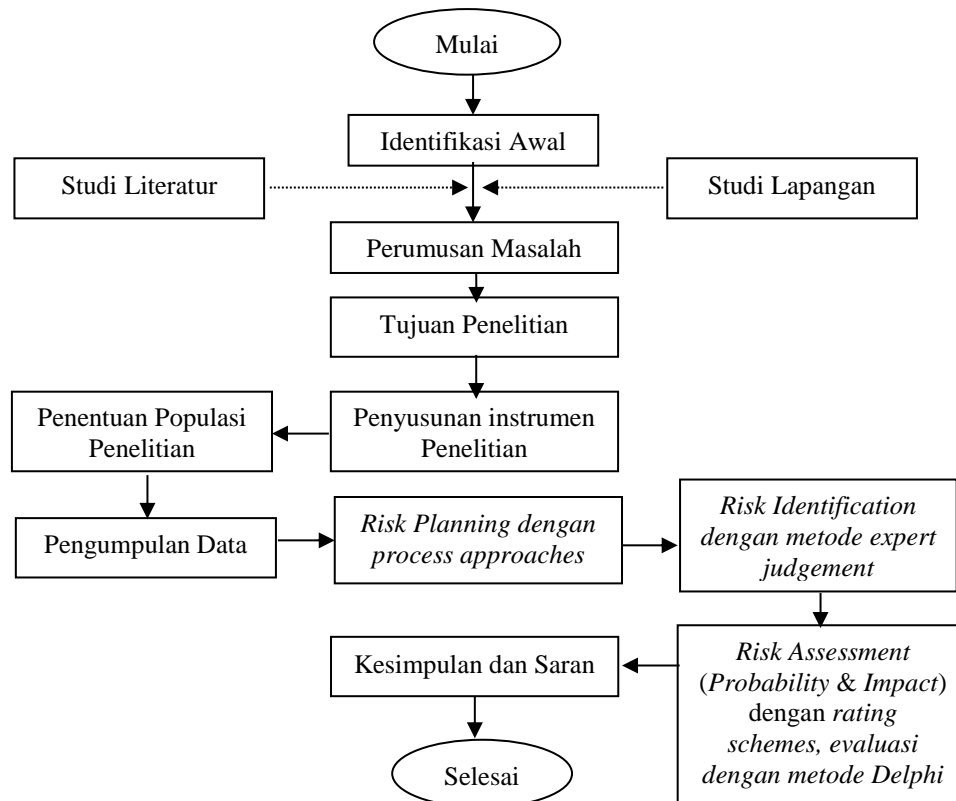 Mulai
Identifikasi Awal
Studi Literatur
Studi Lapangan
Perumusan Masalah
Tujuan Penelitian
Penyusunan instrumen
Penelitian
Penentuan Populasi
Penelitian
Pengumpulan Data
Risk Planning dengan
process approaches
Risk Identification
dengan metode expert
judgement
Risk Assessment
(Probability & Impact)
dengan rating
schemes, evaluasi
dengan metode Delphi
Kesimpulan dan Saran
Selesai